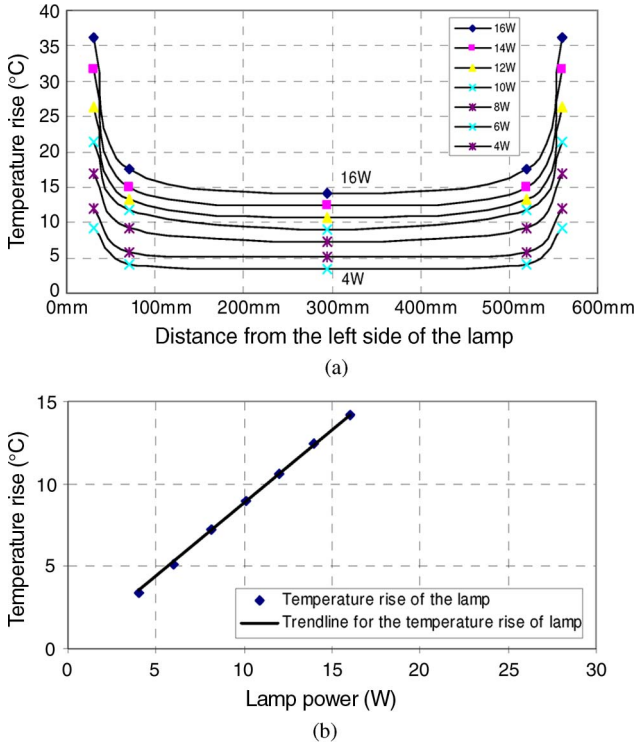 40
35
30
25
20
15
10
5
0
Temperature rise (°C)
16W
14W
12W
10W
8W
6W
4W
16W
4W
0mm 100mm 200mm 300mm 400mm 500mm 600mm
Distance from the left side of the lamp
(a)
15
10
5
0
Temperature rise (°C)
Temperature rise of the lamp
Trendline for the temperature rise of lamp
0 5 10 15 20 25 30
Lamp power (W)
(b)